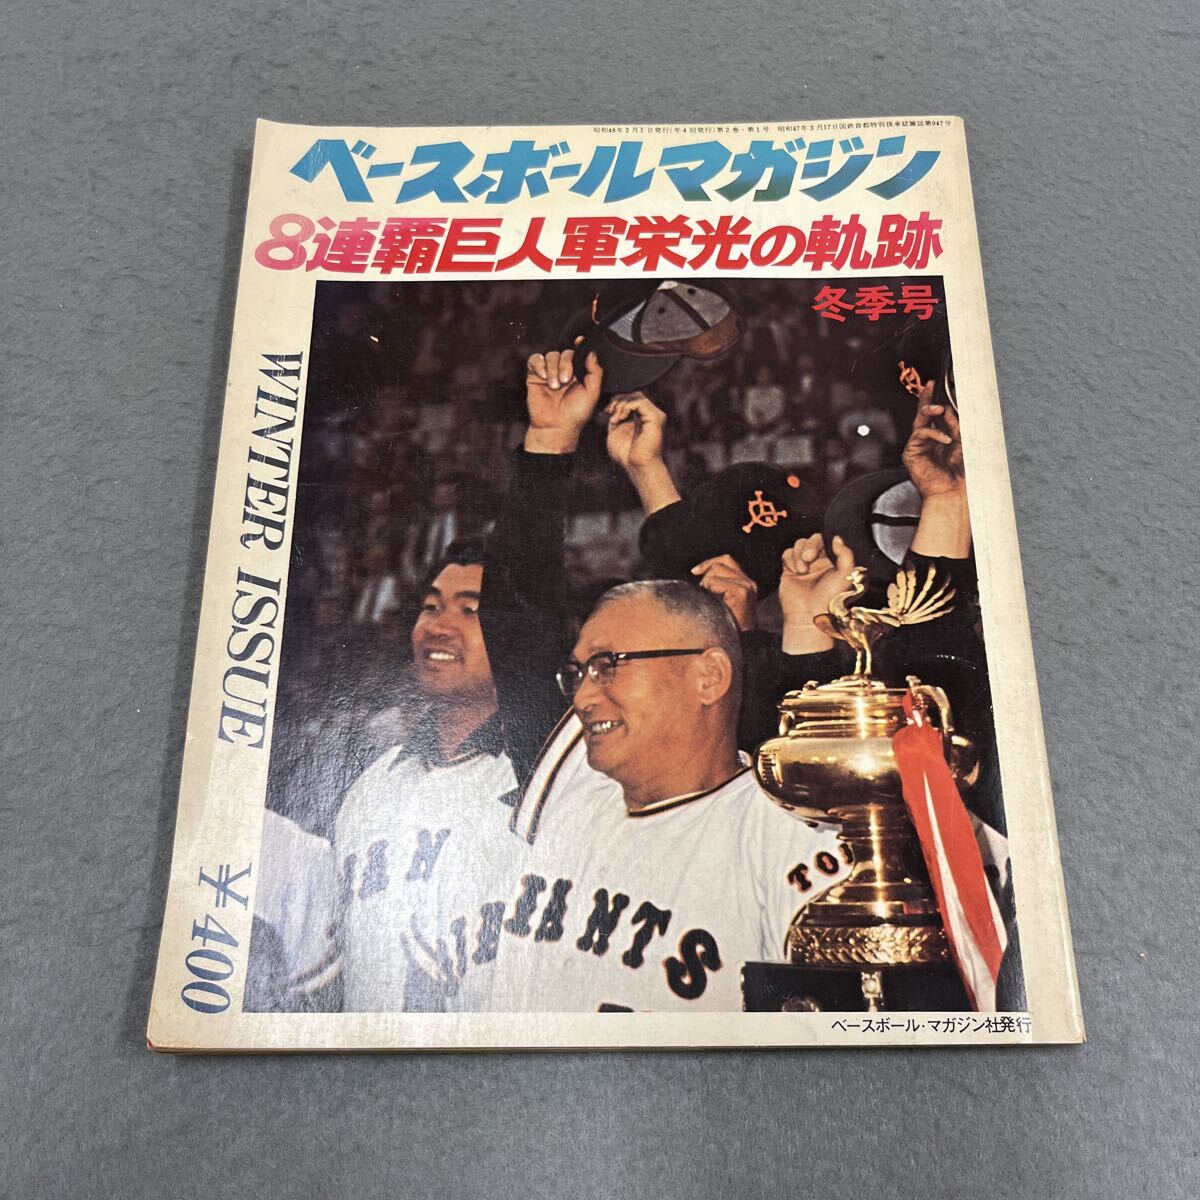 昭和48年2月1日発行(年4回発行)第2巻・第1号 昭和47年3月17日国鉄首都特別扱承認雑誌第947号
ベースボールマガジン
8連覇巨人軍栄光の軌跡
冬季号
WINTER ISSUE
¥400
GIANTS
TO
ベースボール・マガジン社発行